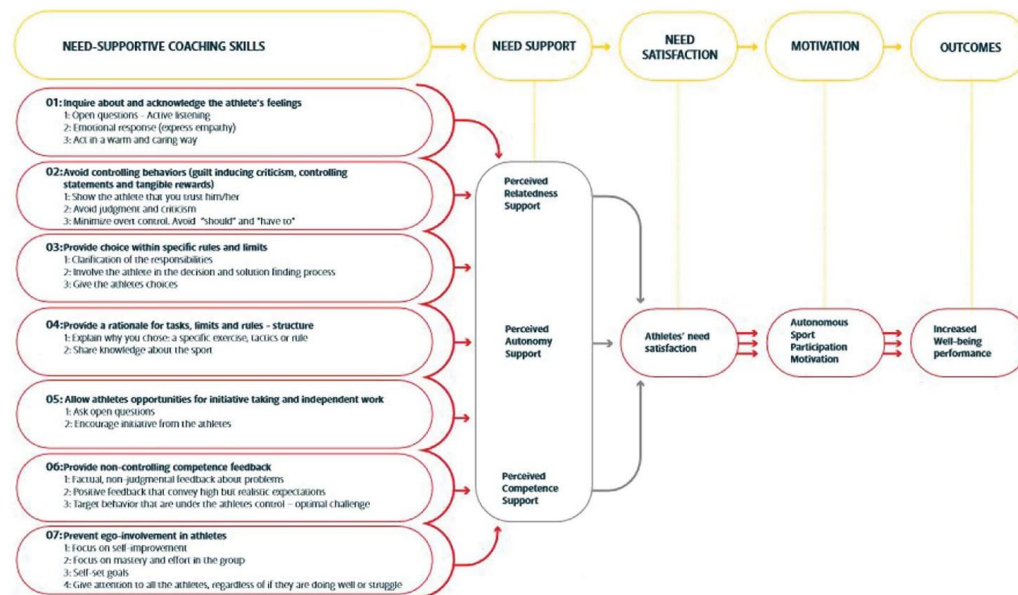 NEED-SUPPORTIVE COACHING SKILLS
NEED SUPPORT
NEED
SATISFACTION
MOTIVATION
OUTCOMES
01: Inquire about and acknowledge the athlete's feelings
1: Open questions – Active listening
2: Emotional response (express empathy)
3: Act in a warm and caring way
02: Avoid controlling behaviors (guilt inducing criticism, controlling
statements and tangible rewards)
1: Show the athlete that you trust him/her
2: Avoid judgment and criticism
3: Minimize overt control. Avoid "should" and "have to"
03: Provide choice within specific rules and limits
1: Clarification of the responsibilities
2: Involve the athlete in the decision and solution finding process
3: Give the athletes choices
04: Provide a rationale for tasks, limits and rules – structure
1: Explain why you chose: a specific exercise, tactics or rule
2: Share knowledge about the sport
05: Allow athletes opportunities for initiative taking and independent work
1: Ask open questions
2: Encourage initiative from the athletes
06: Provide non-controlling competence feedback
1: Factual, non-judgmental feedback about problems
2: Positive feedback that convey high but realistic expectations
3: Target behavior that are under the athletes control – optimal challenge
07: Prevent ego-involvement in athletes
1: Focus on self-improvement
2: Focus on mastery and effort in the group
3: Self-set goals
4: Give attention to all the athletes, regardless of if they are doing well or struggle
Perceived
Relatedness
Support
Perceived
Autonomy
Support
Perceived
Competence
Support
Athletes' need
satisfaction
Autonomous
Sport
Participation
Motivation
Increased
Well-being
performance